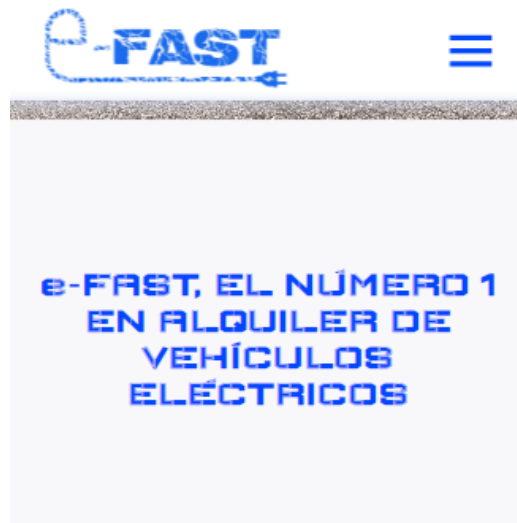 e-FAST
e-FAST, EL NÚMERO 1
EN ALQUILER DE
VEHÍCULOS
ELÉCTRICOS